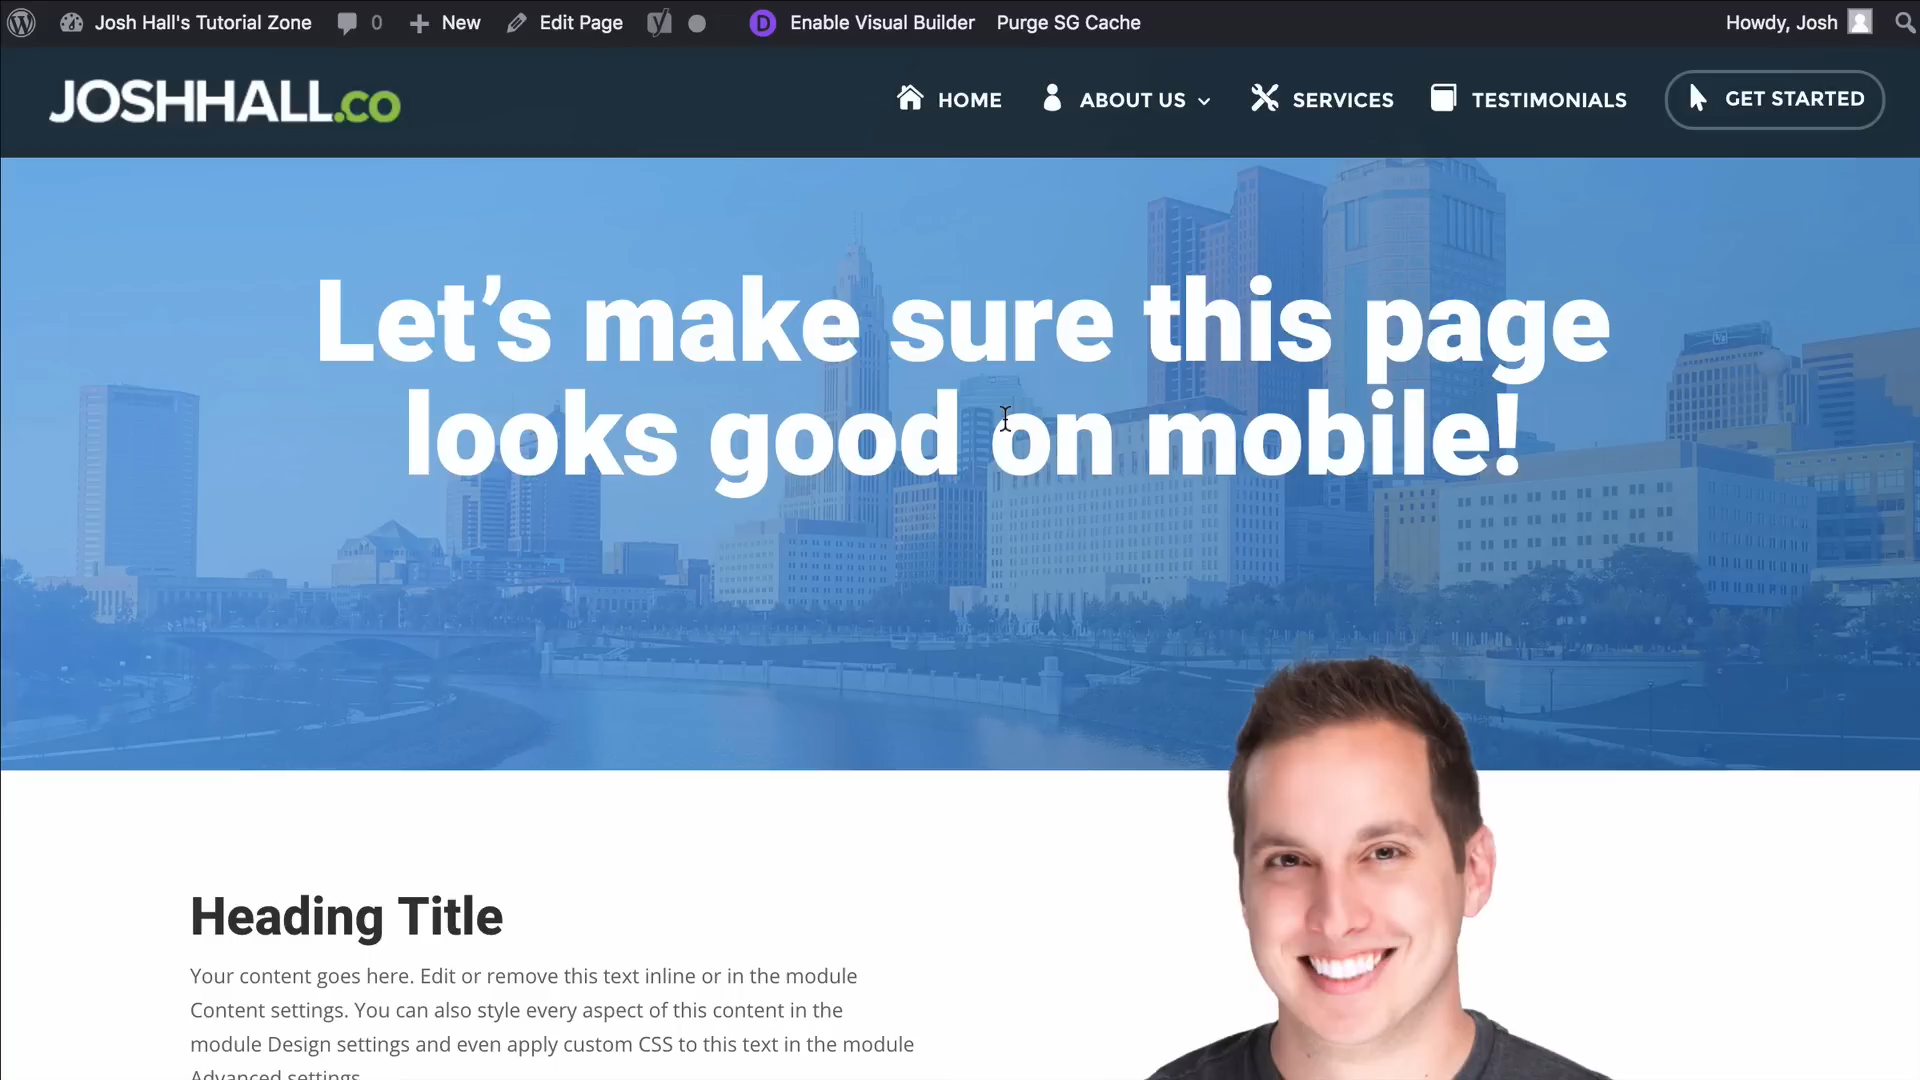 Josh Hall's Tutorial Zone 0 New Edit Page Enable Visual Builder Purge SG Cache Howdy, Josh
JOSHHALL.CO HOME ABOUT US SERVICES TESTIMONIALS GET STARTED
Let’s make sure this page
looks good on mobile!
Heading Title
Your content goes here. Edit or remove this text inline or in the module
Content settings. You can also style every aspect of this content in the
module Design settings and even apply custom CSS to this text in the module
Advanced settings.